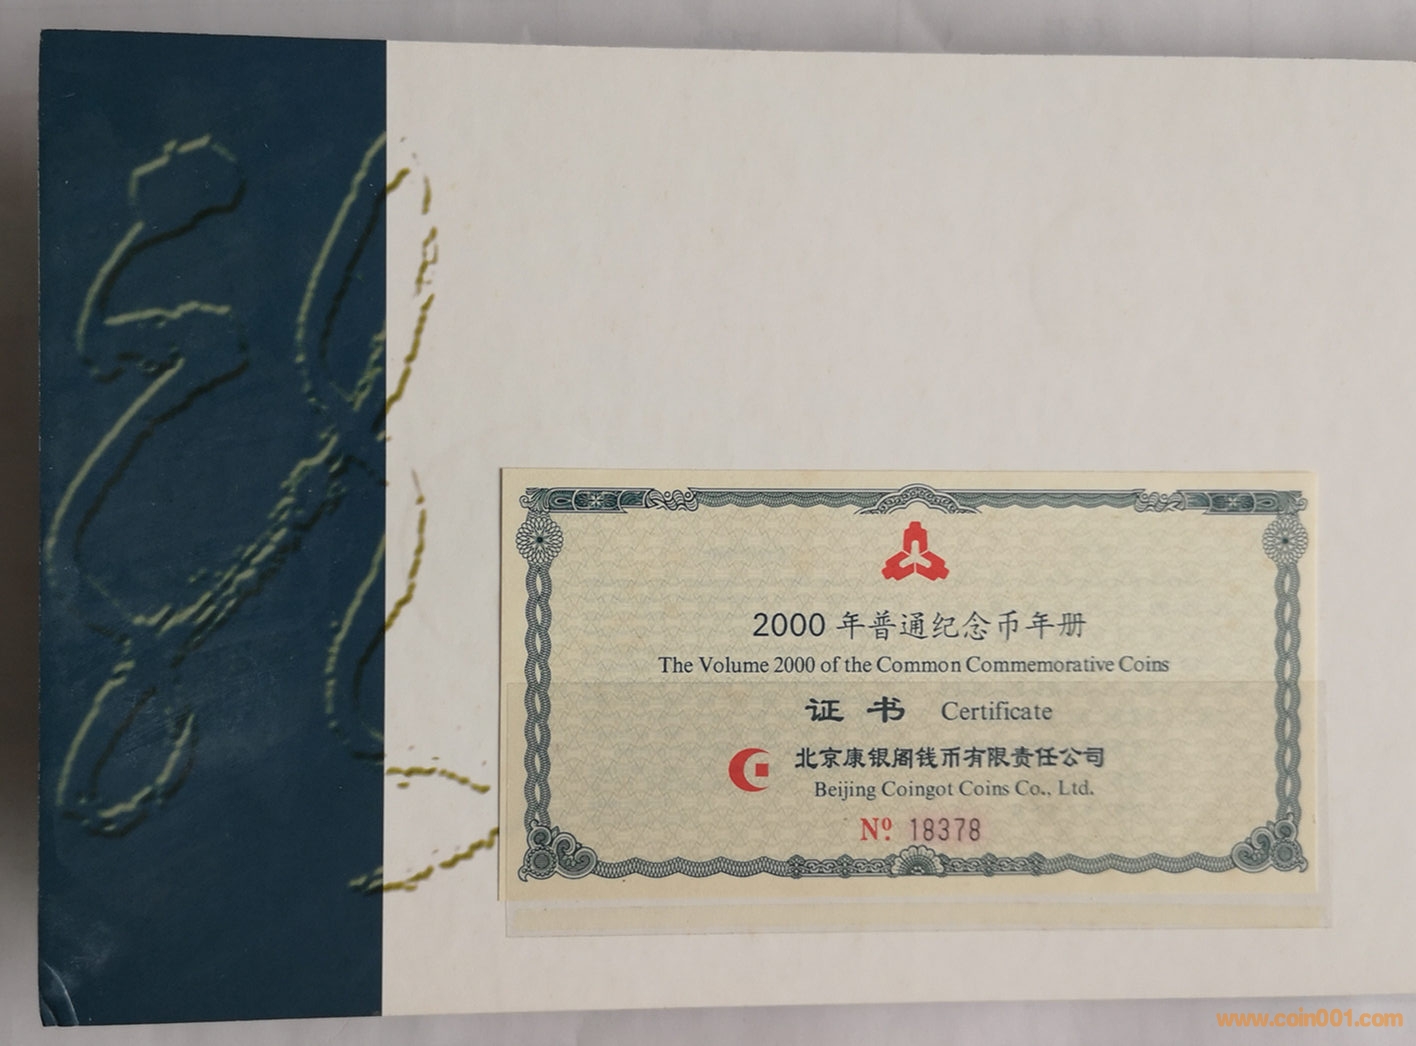 2000 年普通纪念币年册
The Volume 2000 of the Common Commemorative Coins
证 书 Certificate
北京康银阁钱币有限责任公司
Beijing Coingot Coins Co., Ltd.
Nº 18378
www.coin001.com